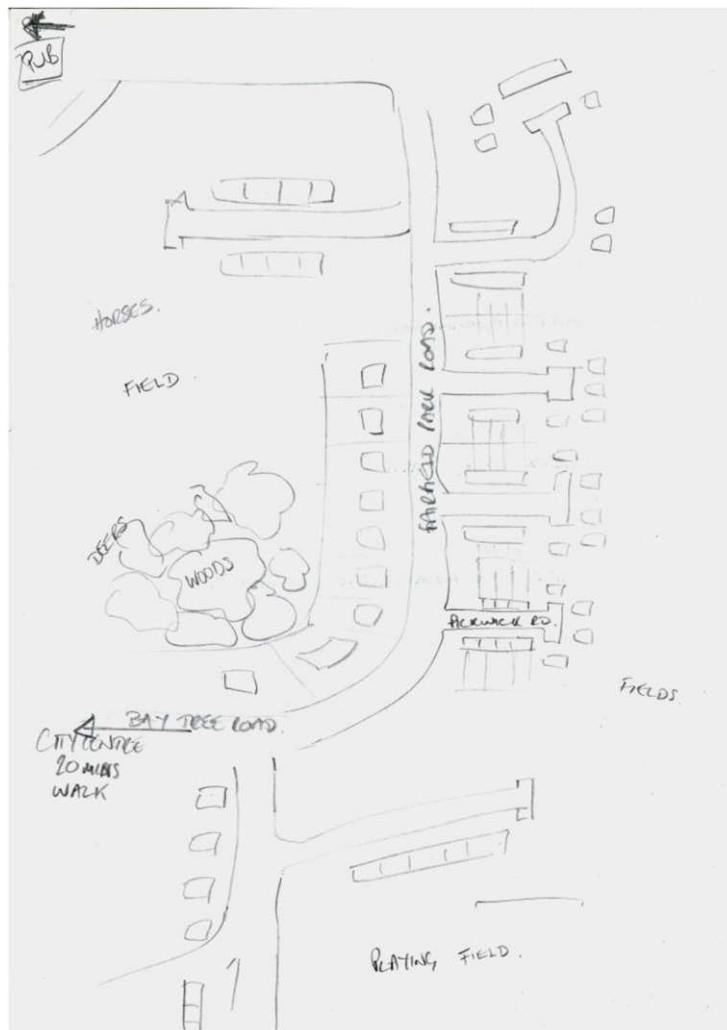 PUB
HORSES.
FIELD
FAIRFIELD PARK ROAD.
DEERS
WOODS
PICKWICK RD.
FIELDS.
BAY TREE ROAD.
CITY CENTRE
20 MINS
WALK
PLAYING FIELD.